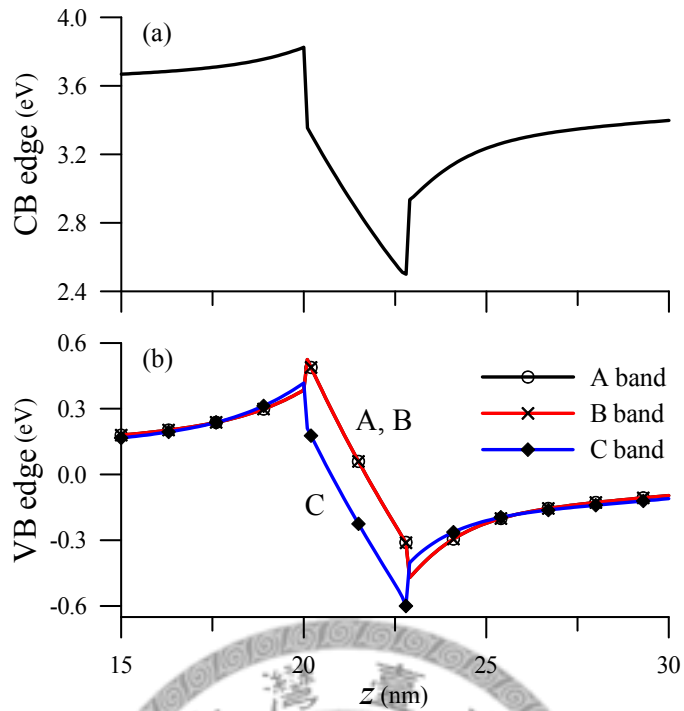 (a)
CB edge (eV)
4.0
3.6
3.2
2.8
2.4
(b)
VB edge (eV)
0.6
0.3
0.0
-0.3
-0.6
A band
B band
C band
A, B
C
15
20
25
30
z (nm)
臺